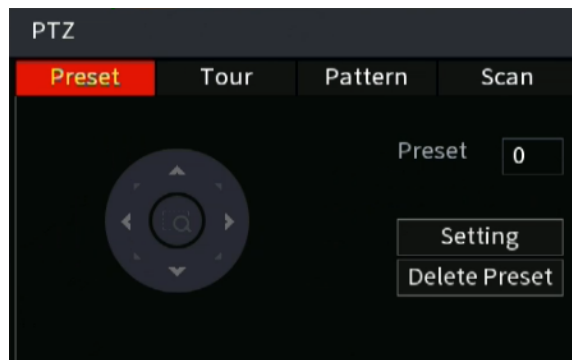 PTZ
Preset Tour Pattern Scan
Preset 0
Setting
Delete Preset